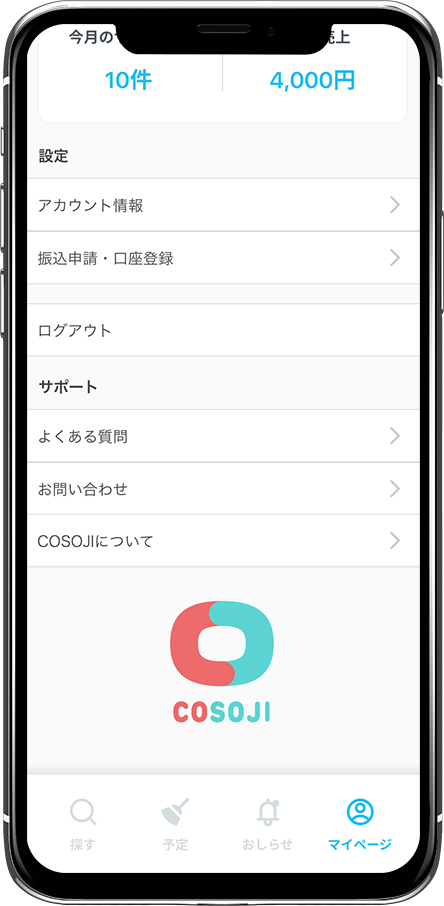 今月の
売上
10件
4,000円
設定
アカウント情報
振込申請・口座登録
ログアウト
サポート
よくある質問
お問い合わせ
COSOJIについて
COSOJI
探す
予定
おしらせ
マイページ